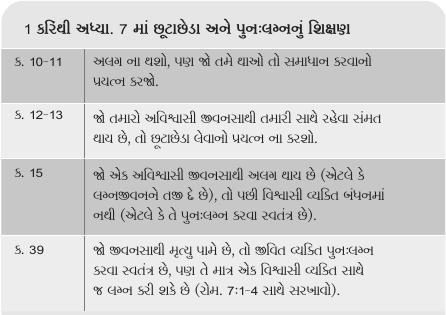 1 કરિંથી અધ્યા. 7 માં છૂટાછેડા અને પુનઃલગ્નનું શિક્ષણ
ક. 10-11 અલગ ના થશો, પણ જો તમે થાઓ તો સમાધાન કરવાનો
પ્રયત્ન કરજો.
ક. 12-13 જો તમારો અવિશ્વાસી જીવનસાથી તમારી સાથે રહેવા સંમત
થાય છે, તો છૂટાછેડા લેવાનો પ્રયત્ન ના કરશો.
ક. 15 જો એક અવિશ્વાસી જીવનસાથી અલગ થાય છે (એટલે કે
લગ્નજીવનને તજી દે છે), તો પછી વિશ્વાસી વ્યક્તિ બંધનમાં
નથી (એટલે કે તે પુનઃલગ્ન કરવા સ્વતંત્ર છે).
ક. 39 જો જીવનસાથી મૃત્યુ પામે છે, તો જીવિત વ્યક્તિ પુનઃલગ્ન
કરવા સ્વતંત્ર છે, પણ તે માત્ર એક વિશ્વાસી વ્યક્તિ સાથે
જ લગ્ન કરી શકે છે (રોમ. 7:1-4 સાથે સરખાવો).